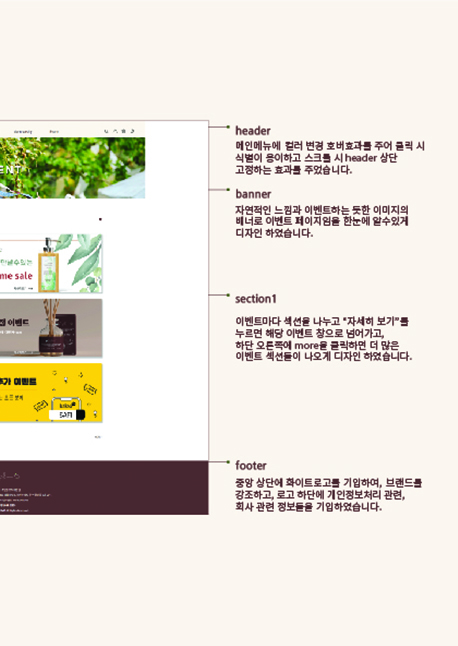 header
메인메뉴에 컬러 변경 호버효과를 주어 클릭 시
식별이 용이하고 스크롤 시 header 상단
고정하는 효과를 주었습니다.
ENT
banner
자연적인 느낌과 이벤트하는 듯한 이미지의
배너로 이벤트 페이지임을 한눈에 알수있게
디자인 하였습니다.
me sale
section1
이벤트마다 섹션을 나누고 "자세히 보기"를
누르면 해당 이벤트 창으로 넘어가고,
하단 오른쪽에 more을 클릭하면 더 많은
이벤트 섹션들이 나오게 디자인 하였습니다.
이벤트
추가 이벤트
footer
중앙 상단에 화이트로고를 기입하여, 브랜드를
강조하고, 로고 하단에 개인정보처리 관련,
회사 관련 정보들을 기입하였습니다.